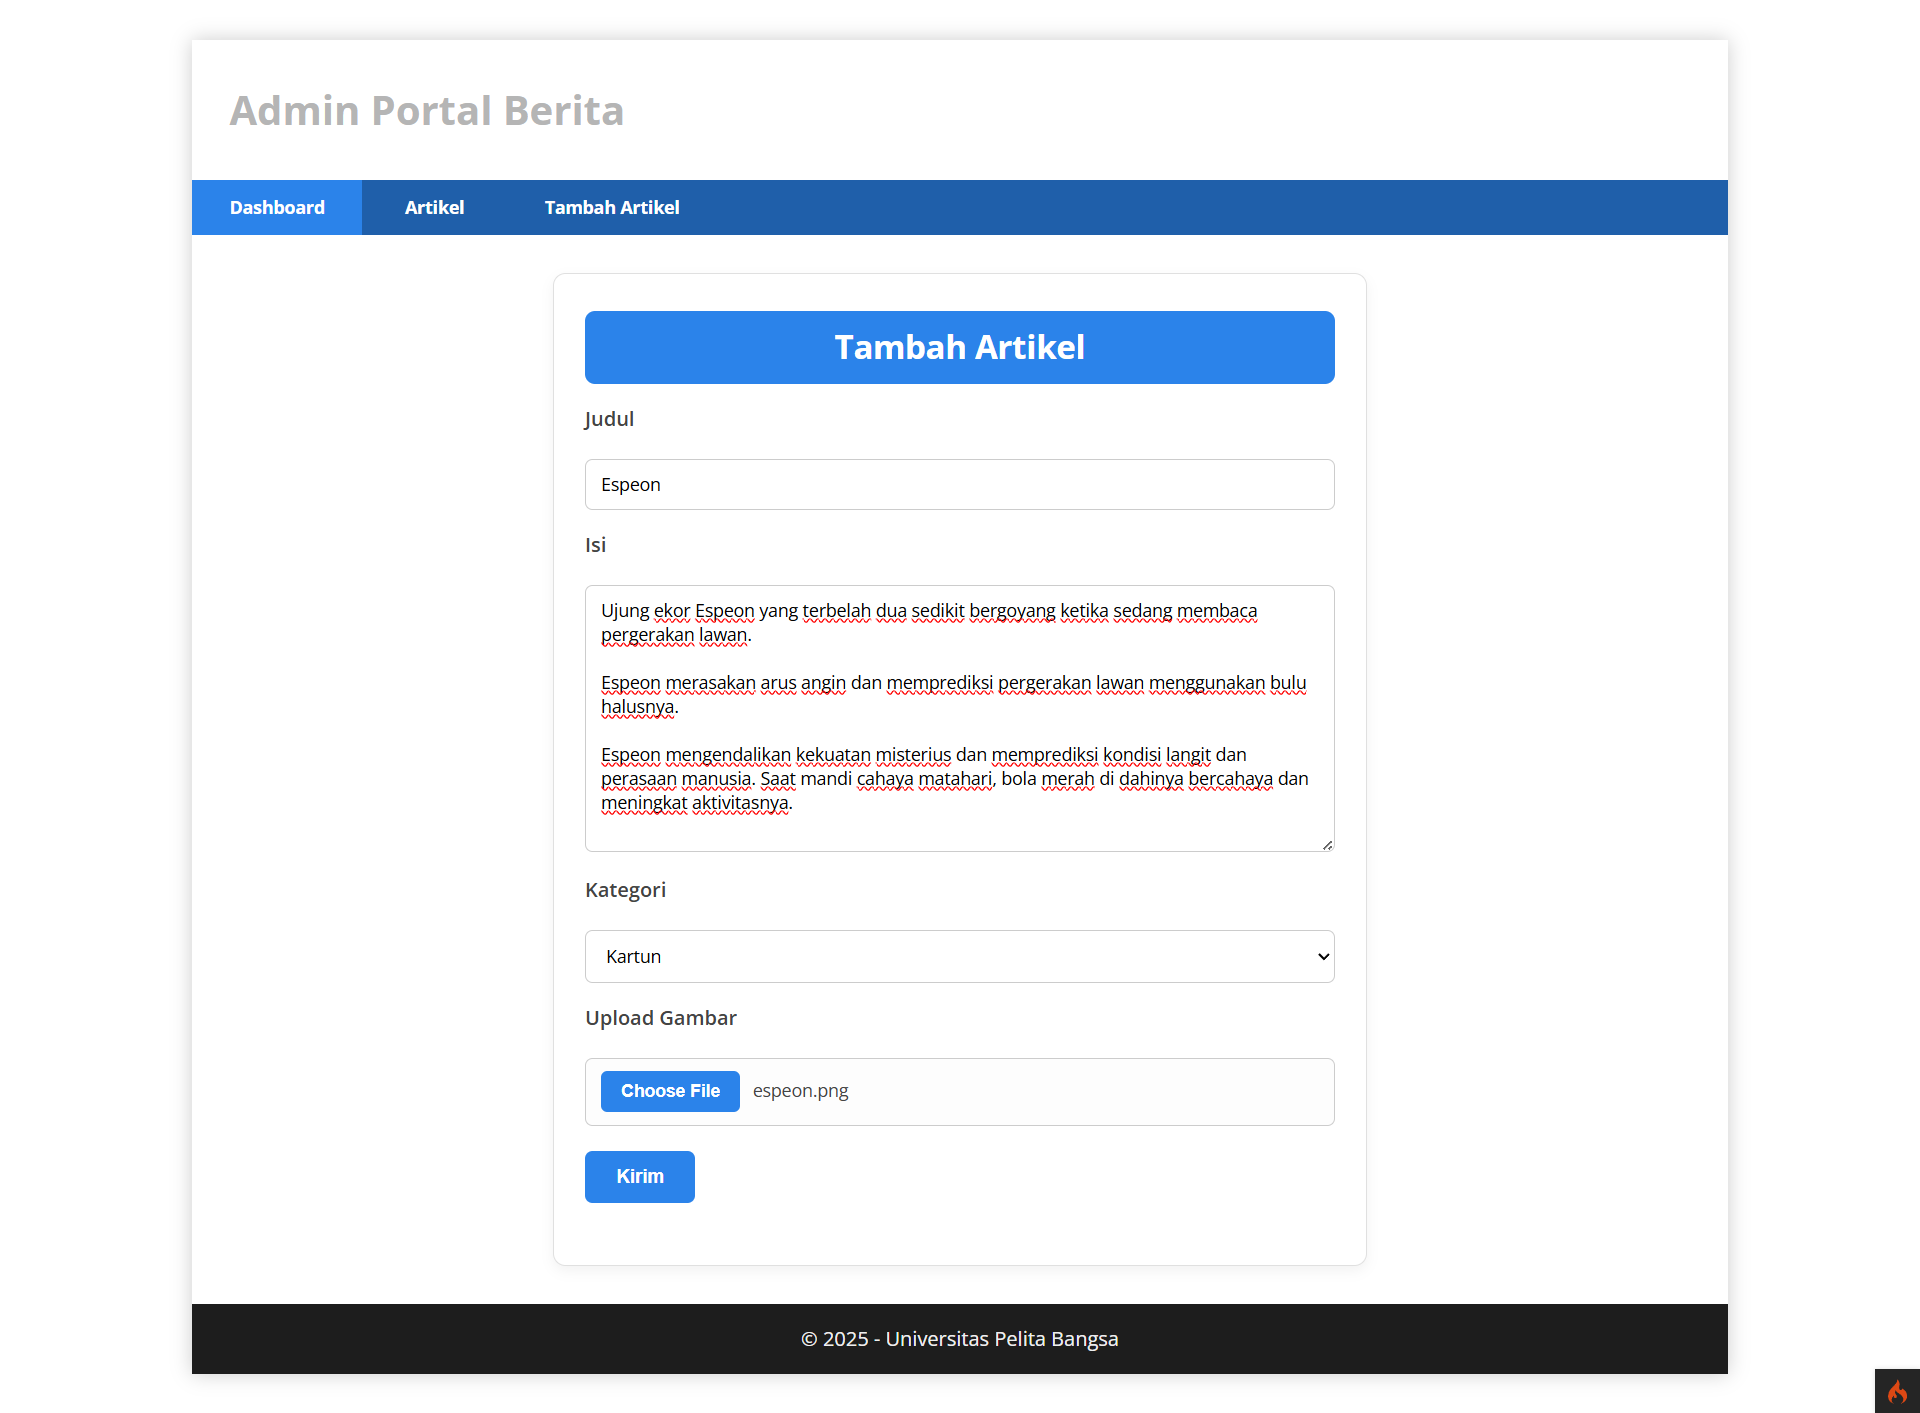 Admin Portal Berita
Dashboard Artikel Tambah Artikel
Tambah Artikel
Judul
Espeon
Isi
Ujung ekor Espeon yang terbelah dua sedikit bergoyang ketika sedang membaca
pergerakan lawan.
Espeon merasakan arus angin dan memprediksi pergerakan lawan menggunakan bulu
halusnya.
Espeon mengendalikan kekuatan misterius dan memprediksi kondisi langit dan
perasaan manusia. Saat mandi cahaya matahari, bola merah di dahinya bercahaya dan
meningkat aktivitasnya.
Kategori
Kartun
Upload Gambar
Choose File espeon.png
Kirim
© 2025 - Universitas Pelita Bangsa